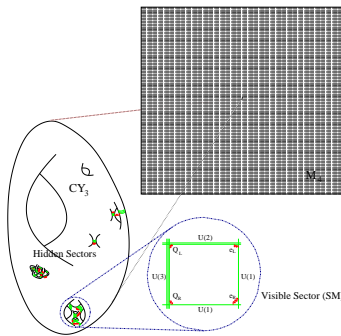 M4
CY3
Hidden Sectors
U(2)
QL
eL
U(3)
U(1)
QR
eR
U(1)
Visible Sector (SM